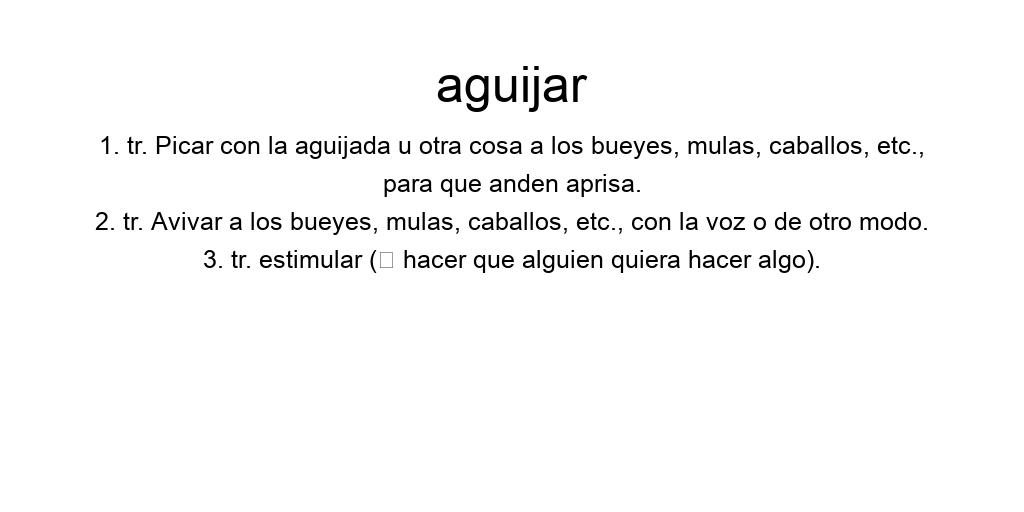 aguijar
1. tr. Picar con la aguijada u otra cosa a los bueyes, mulas, caballos, etc.,
para que anden aprisa.
2. tr. Avivar a los bueyes, mulas, caballos, etc., con la voz o de otro modo.
3. tr. estimular (□ hacer que alguien quiera hacer algo).